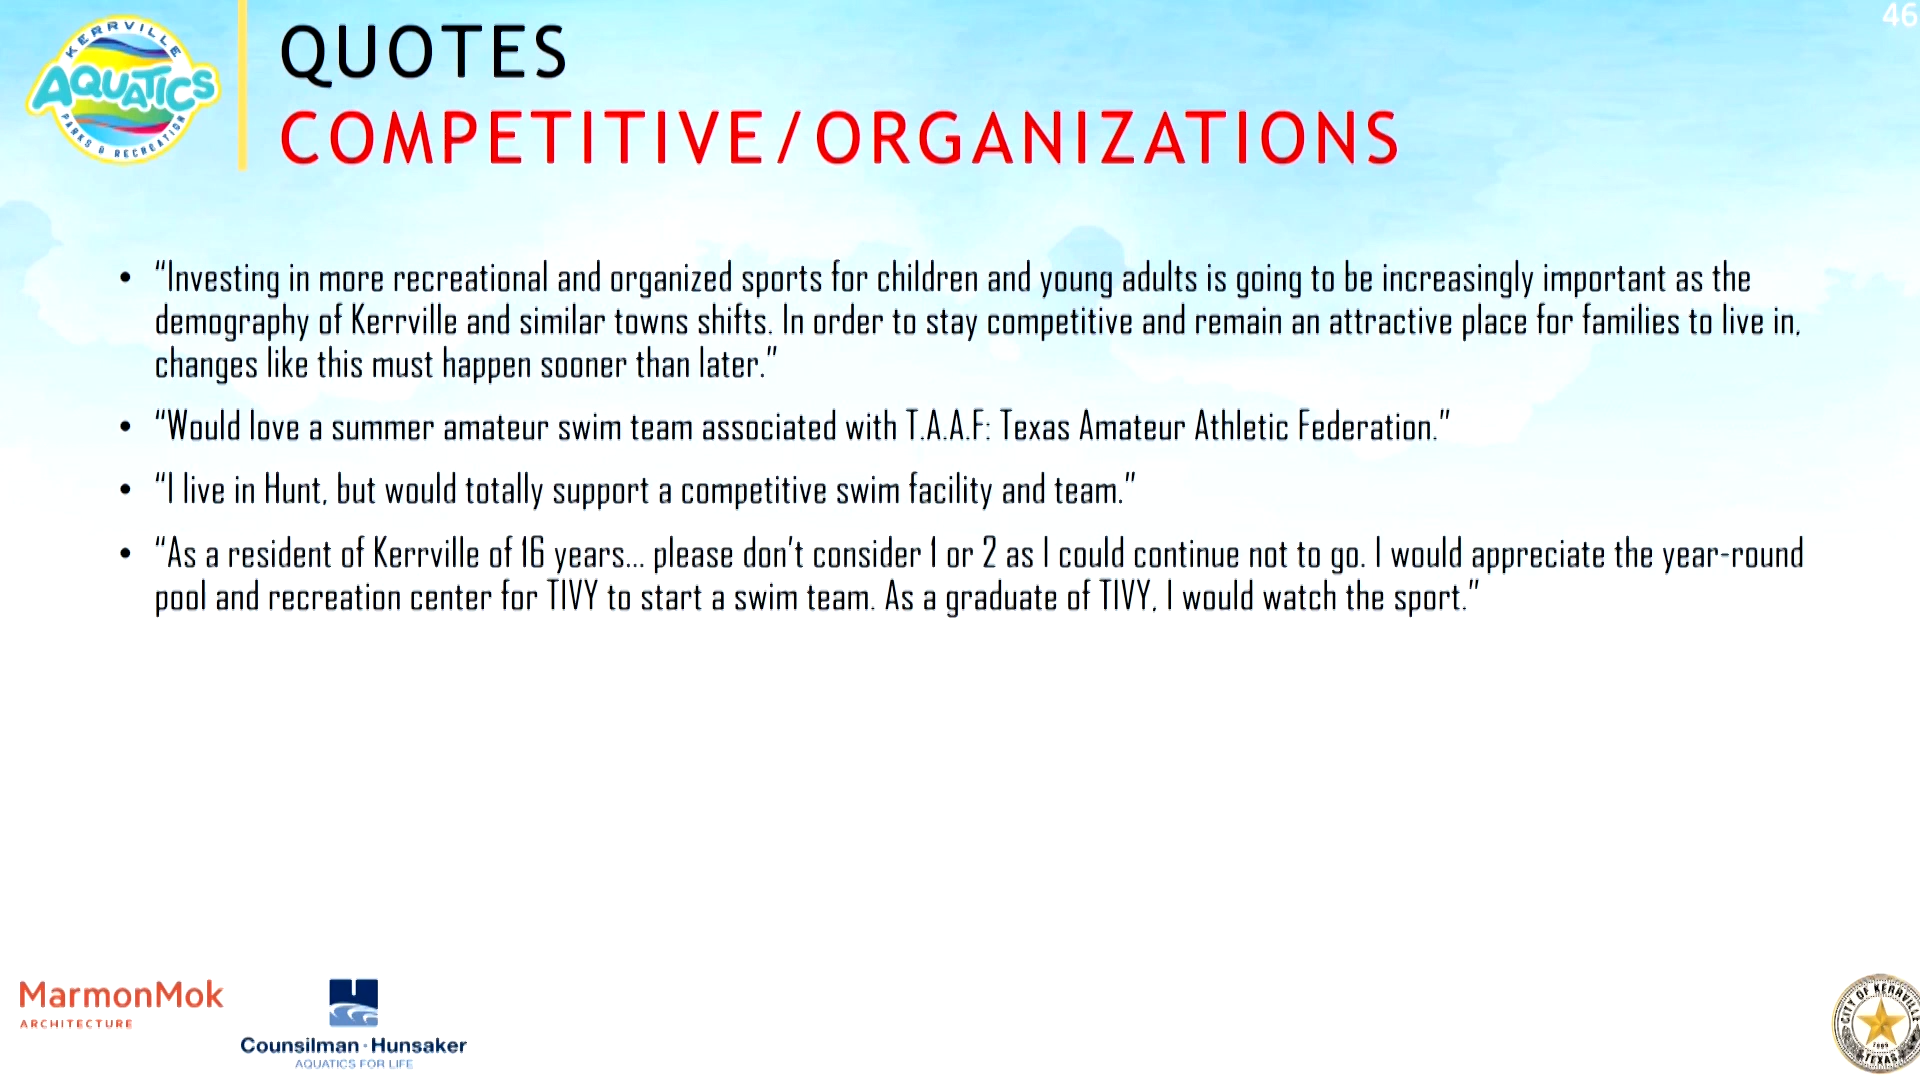 46
KERRVILLE
AQUATICS
PARKS & RECREATION
QUOTES
COMPETITIVE/ORGANIZATIONS
• “Investing in more recreational and organized sports for children and young adults is going to be increasingly important as the
demography of Kerrville and similar towns shifts. In order to stay competitive and remain an attractive place for families to live in,
changes like this must happen sooner than later.”
• “Would love a summer amateur swim team associated with T.A.A.F: Texas Amateur Athletic Federation.”
• “I live in Hunt, but would totally support a competitive swim facility and team.”
• “As a resident of Kerrville of 16 years... please don’t consider 1 or 2 as I could continue not to go. I would appreciate the year-round
pool and recreation center for TIVY to start a swim team. As a graduate of TIVY, I would watch the sport.”
MarmonMok
ARCHITECTURE
Counsilman·Hunsaker
AQUATICS FOR LIFE
CITY OF KERRVILLE
TEXAS